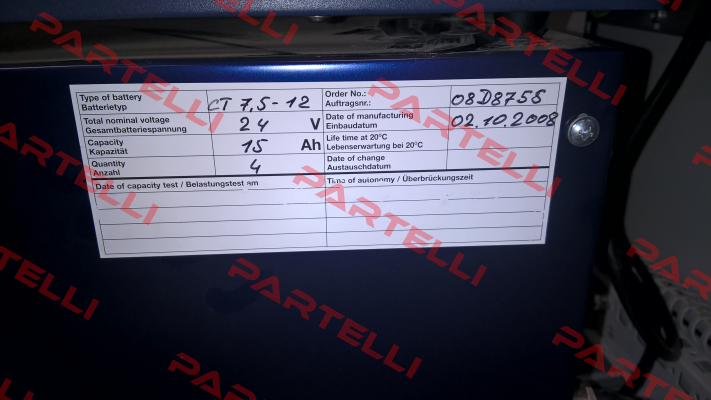 Type of battery
Batterietyp
CT 7,5-12
Order No.:
Auftragsnr.:
08D8755
Total nominal voltage
Gesamtbatteriespannung
24 V
Date of manufacturing
Einbaudatum
02.10.2008
Capacity
Kapazität
15 Ah
Life time at 20°C
Lebenserwartung bei 20°C
Quantity
Anzahl
4
Date of change
Austauschdatum
Date of capacity test / Belastungstest am
Time of autonomy / Überbrückungszeit
PARTELLI
PARTELLI
PARTELLI
PARTELLI
PARTELLI
PARTELLI
PARTELLI
PARTELLI
PARTELLI
PARTELLI